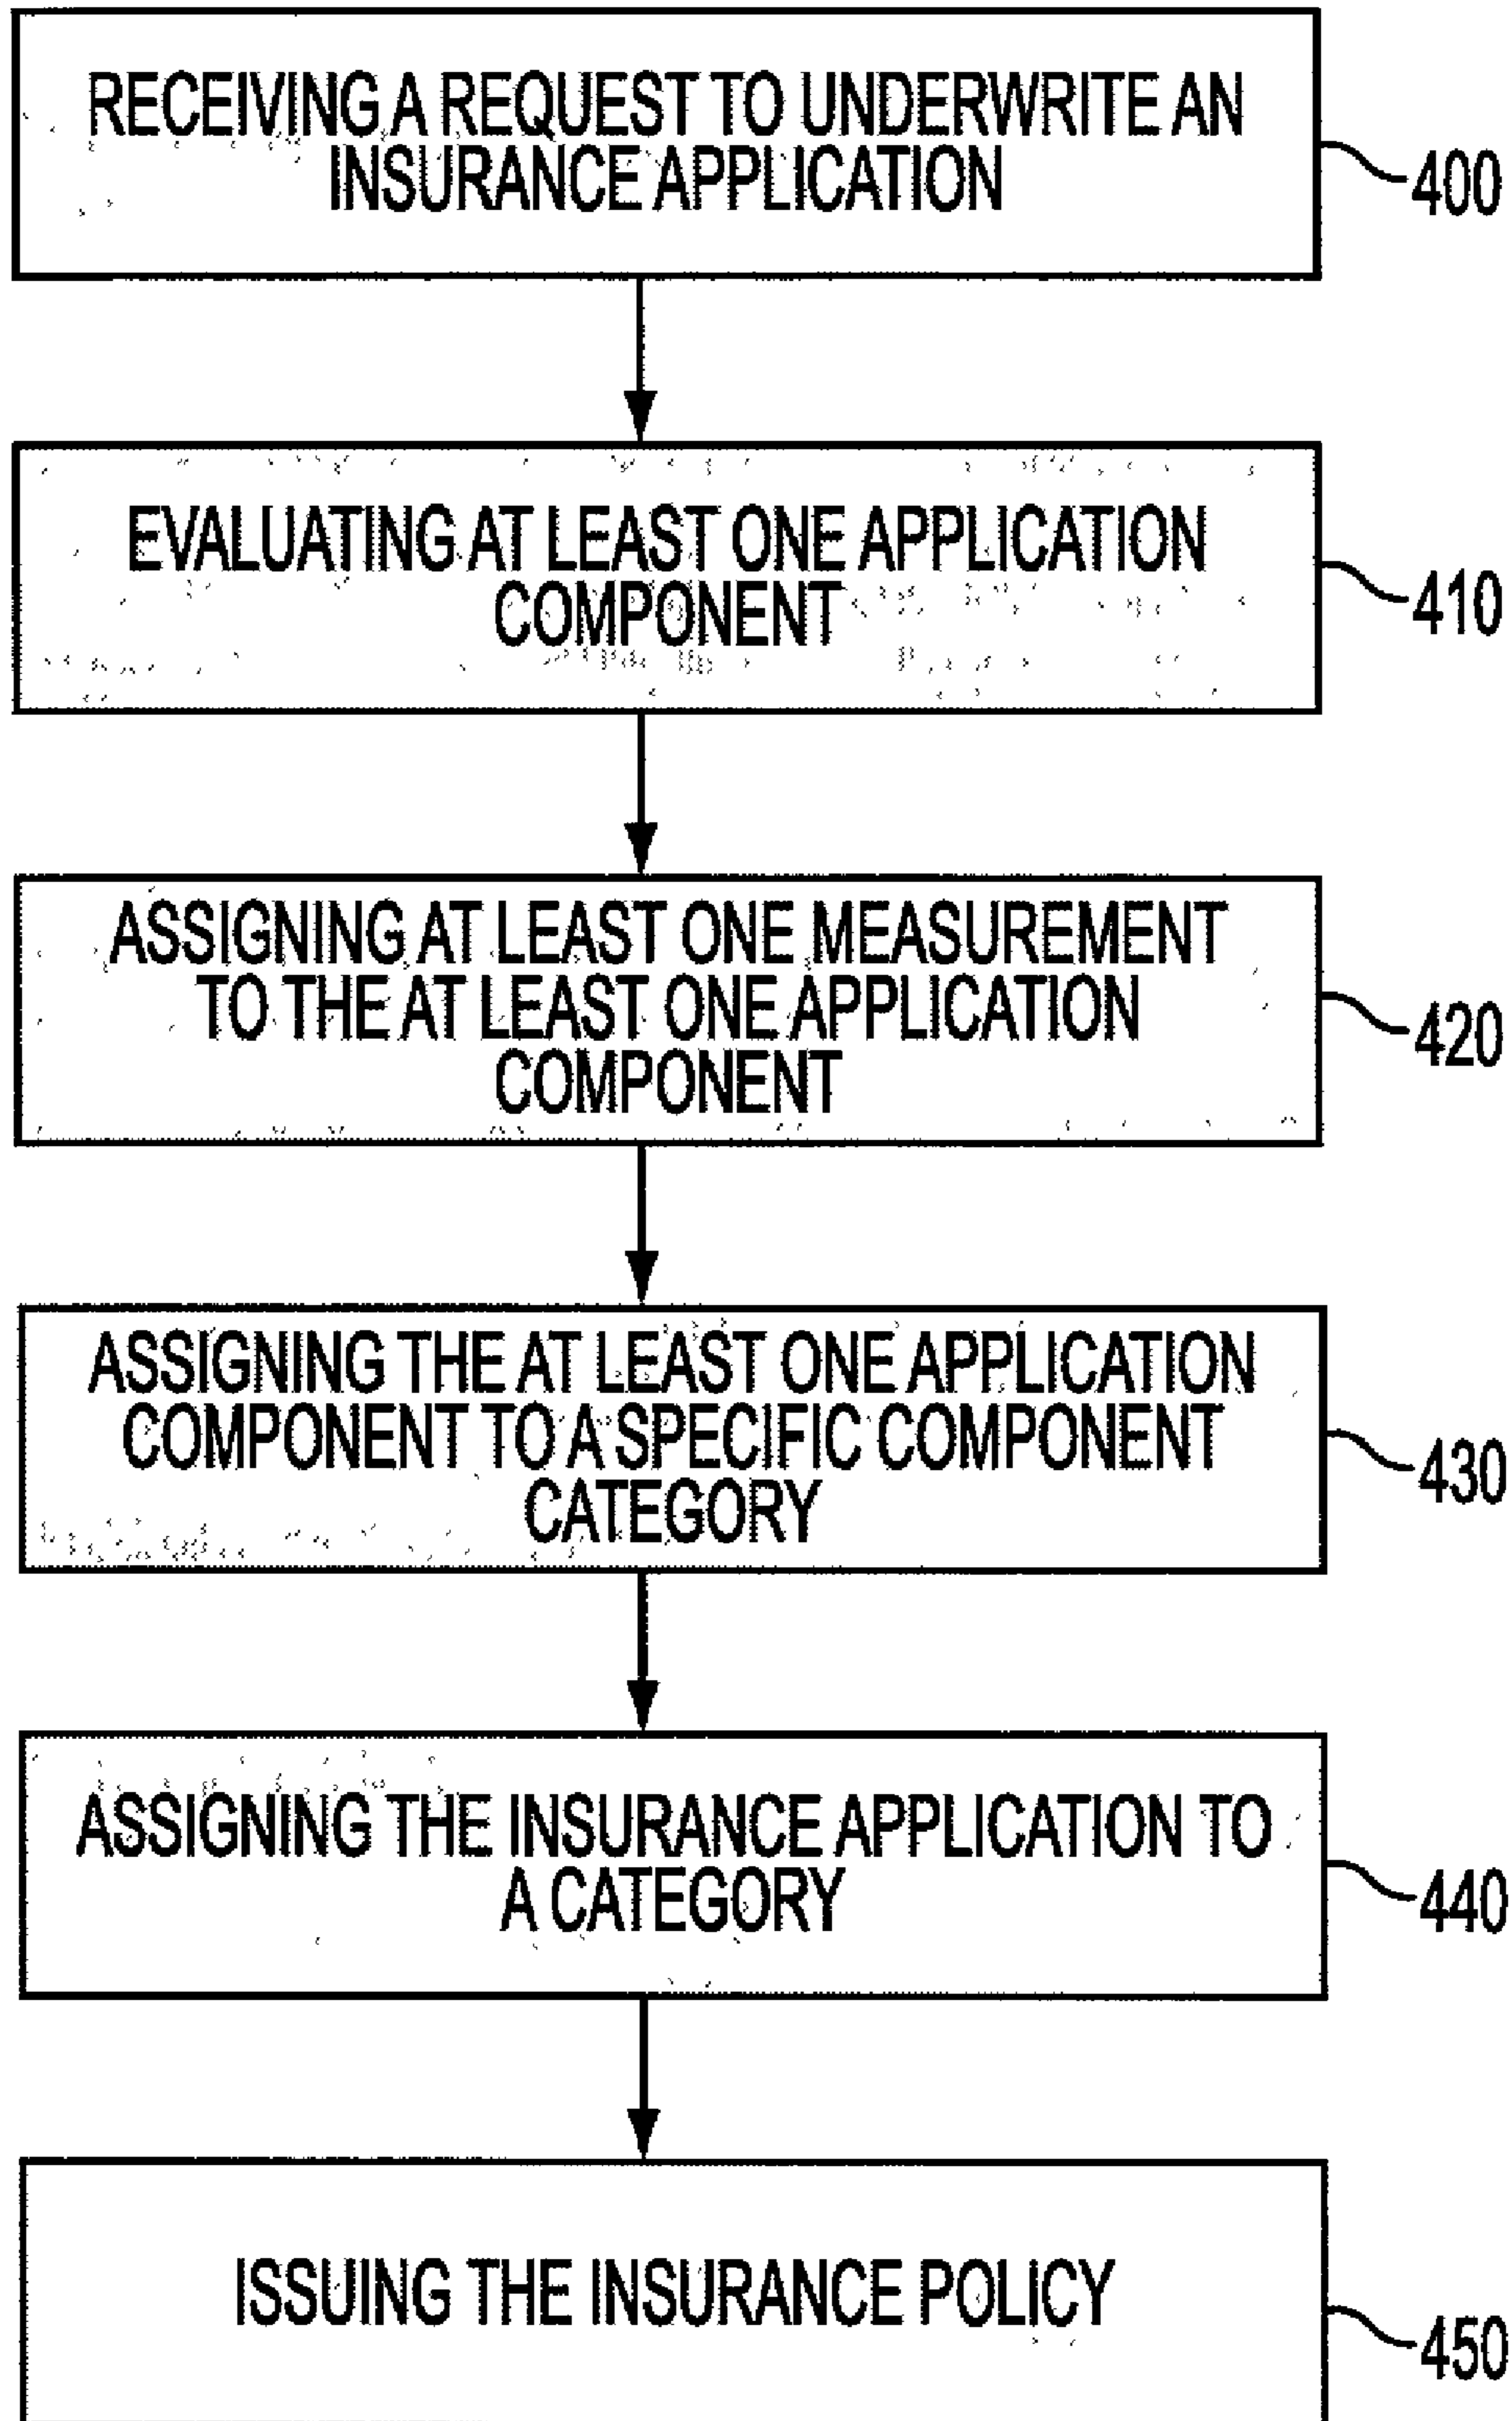 RECEIVING A REQUEST TO UNDERWRITE AN
INSURANCE APPLICATION
400
EVALUATING AT LEAST ONE APPLICATION
COMPONENT
410
ASSIGNING AT LEAST ONE MEASUREMENT
TO THE AT LEAST ONE APPLICATION
COMPONENT
420
ASSIGNING THE AT LEAST ONE APPLICATION
COMPONENT TO A SPECIFIC COMPONENT
CATEGORY
430
ASSIGNING THE INSURANCE APPLICATION TO
A CATEGORY
440
ISSUING THE INSURANCE POLICY
450